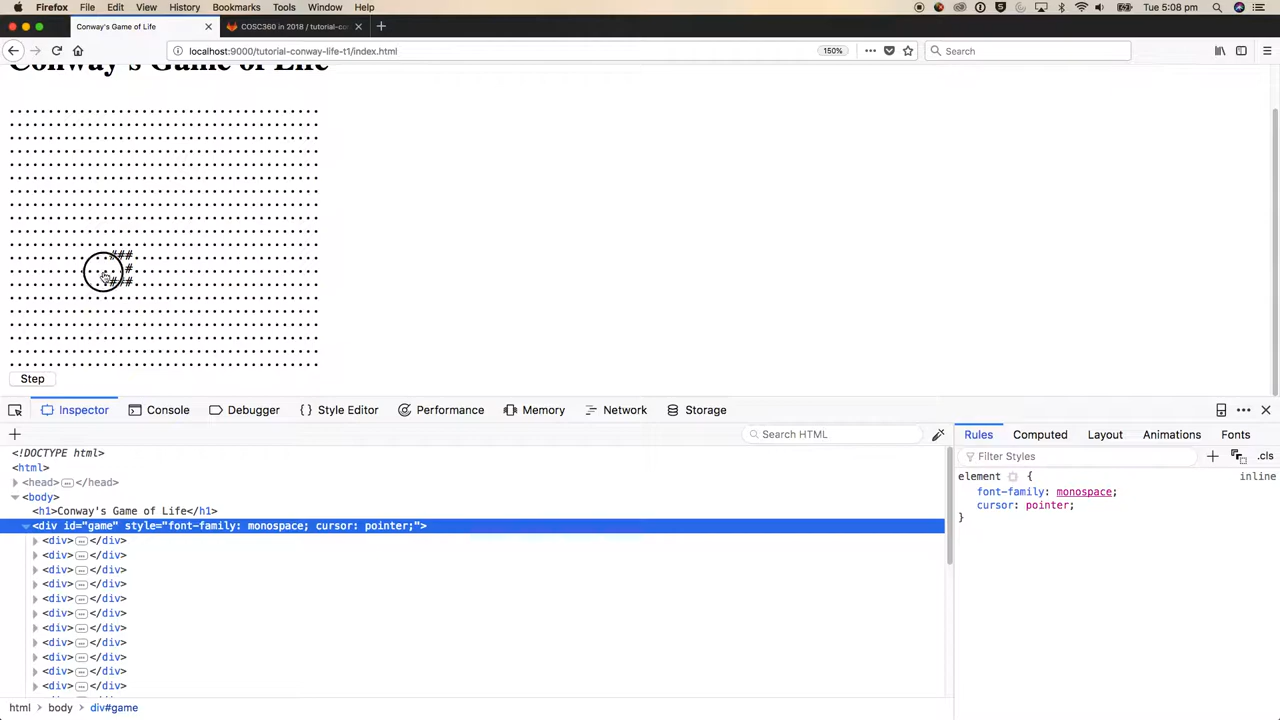 Firefox File Edit View History Bookmarks Tools Window Help Tue 5:08 pm
Conway's Game of Life COSC360 in 2018 / tutorial-co
localhost:9000/tutorial-conway-life-t1/index.html 150% Search
Conway's Game of Life
. . . . . . . . . . . . . . . . . . . . . . . . . . . . . . . . . . . . . . . .
. . . . . . . . . . . . . . . . . . . . . . . . . . . . . . . . . . . . . . . .
. . . . . . . . . . . . . . . . . . . . . . . . . . . . . . . . . . . . . . . .
###
#
###
Step
Inspector Console Debugger Style Editor Performance Memory Network Storage
Search HTML
Rules Computed Layout Animations Fonts
Filter Styles .cls
<!DOCTYPE html>
<html>
<head></head>
<body>
<h1>Conway's Game of Life</h1>
<div id="game" style="font-family: monospace; cursor: pointer;">
<div></div>
<div></div>
<div></div>
<div></div>
<div></div>
<div></div>
<div></div>
<div></div>
<div></div>
<div></div>
<div></div>
element { inline
font-family: monospace;
cursor: pointer;
}
html body div#game